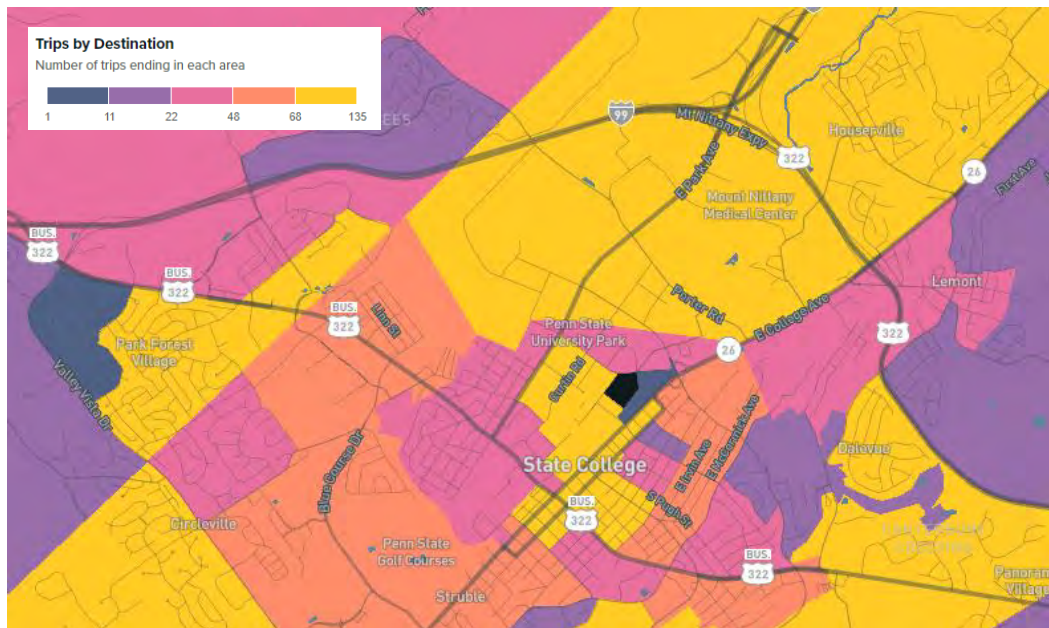 Trips by Destination
Number of trips ending in each area
1 11 22 48 68 135
99
Mt Nittany Expy
Houserville
322
26
First Ave
E Park Ave
Mount Nittany
Medical Center
BUS.
322
BUS.
322
BUS.
322
Linn St
Porter Rd
E College Ave
Lemont
322
Park Forest
Village
Penn State
University Park
26
Valley Vista Dr
Curtin Rd
E McCormick Ave
E Irvin Ave
Dalevue
Blue Course Dr
State College
S Pugh St
BUS.
322
Circleville
Penn State
Golf Courses
BUS.
322
Panoram
Village
Struble